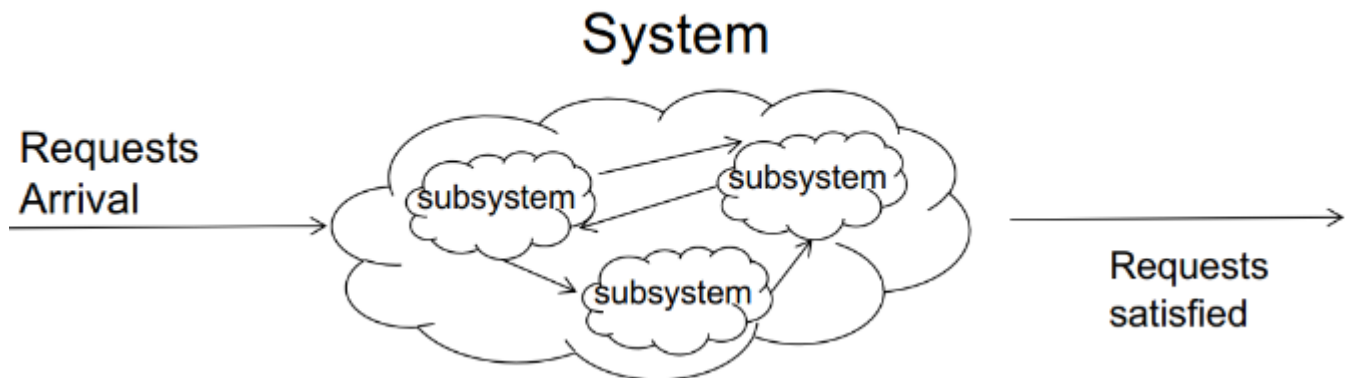 System
Requests
Arrival
subsystem
subsystem
subsystem
Requests
satisfied